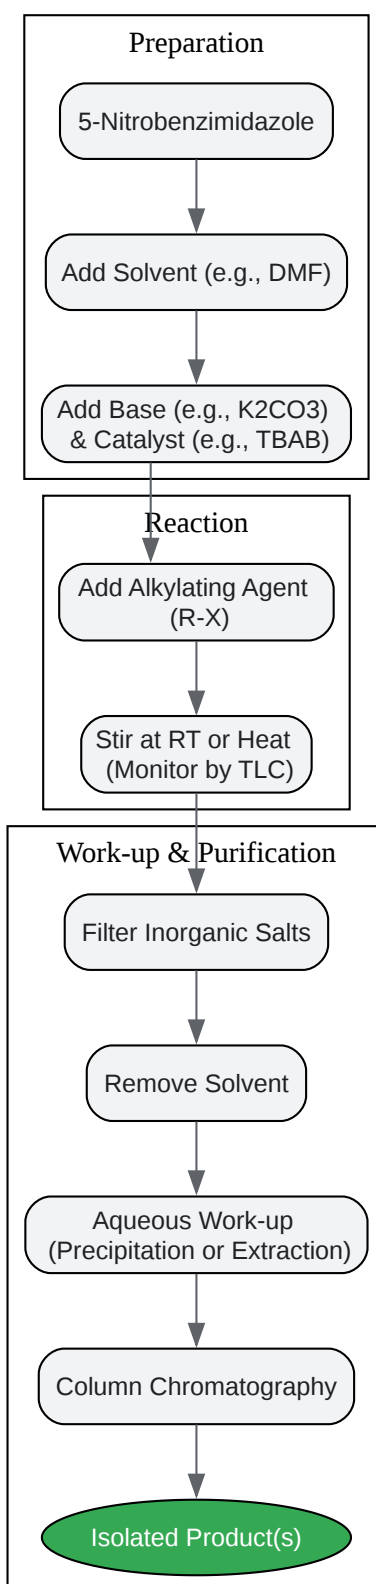 Preparation
5-Nitrobenzimidazole
Add Solvent (e.g., DMF)
Add Base (e.g., K2CO3)
& Catalyst (e.g., TBAB)
Reaction
Add Alkylating Agent
(R-X)
Stir at RT or Heat
(Monitor by TLC)
Work-up & Purification
Filter Inorganic Salts
Remove Solvent
Aqueous Work-up
(Precipitation or Extraction)
Column Chromatography
Isolated Product(s)